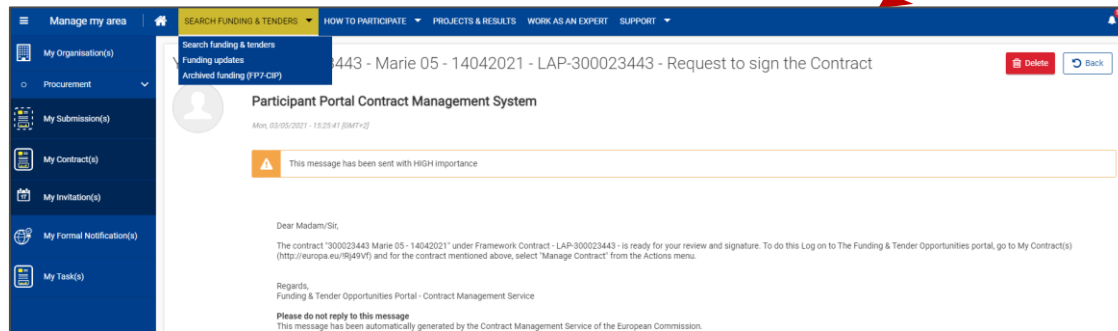 Manage my area
SEARCH FUNDING & TENDERS HOW TO PARTICIPATE PROJECTS & RESULTS WORK AS AN EXPERT SUPPORT
Search funding & tenders
Funding updates
Archived funding (FP7-CIP)
My Organisation(s)
Procurement
My Submission(s)
My Contract(s)
My Invitation(s)
My Formal Notification(s)
My Task(s)
3443 - Marie 05 - 14042021 - LAP-300023443 - Request to sign the Contract
Delete Back
Participant Portal Contract Management System
Mon, 03/05/2021 - 15:25:41 [GMT+2]
This message has been sent with HIGH importance
Dear Madam/Sir,
The contract "300023443 Marie 05 - 14042021" under Framework Contract - LAP-300023443 - is ready for your review and signature. To do this Log on to The Funding & Tender Opportunities portal, go to My Contract(s)
(http://europa.eu/!Rj49Vf) and for the contract mentioned above, select "Manage Contract" from the Actions menu.
Regards,
Funding & Tender Opportunities Portal - Contract Management Service
Please do not reply to this message
This message has been automatically generated by the Contract Management Service of the European Commission.